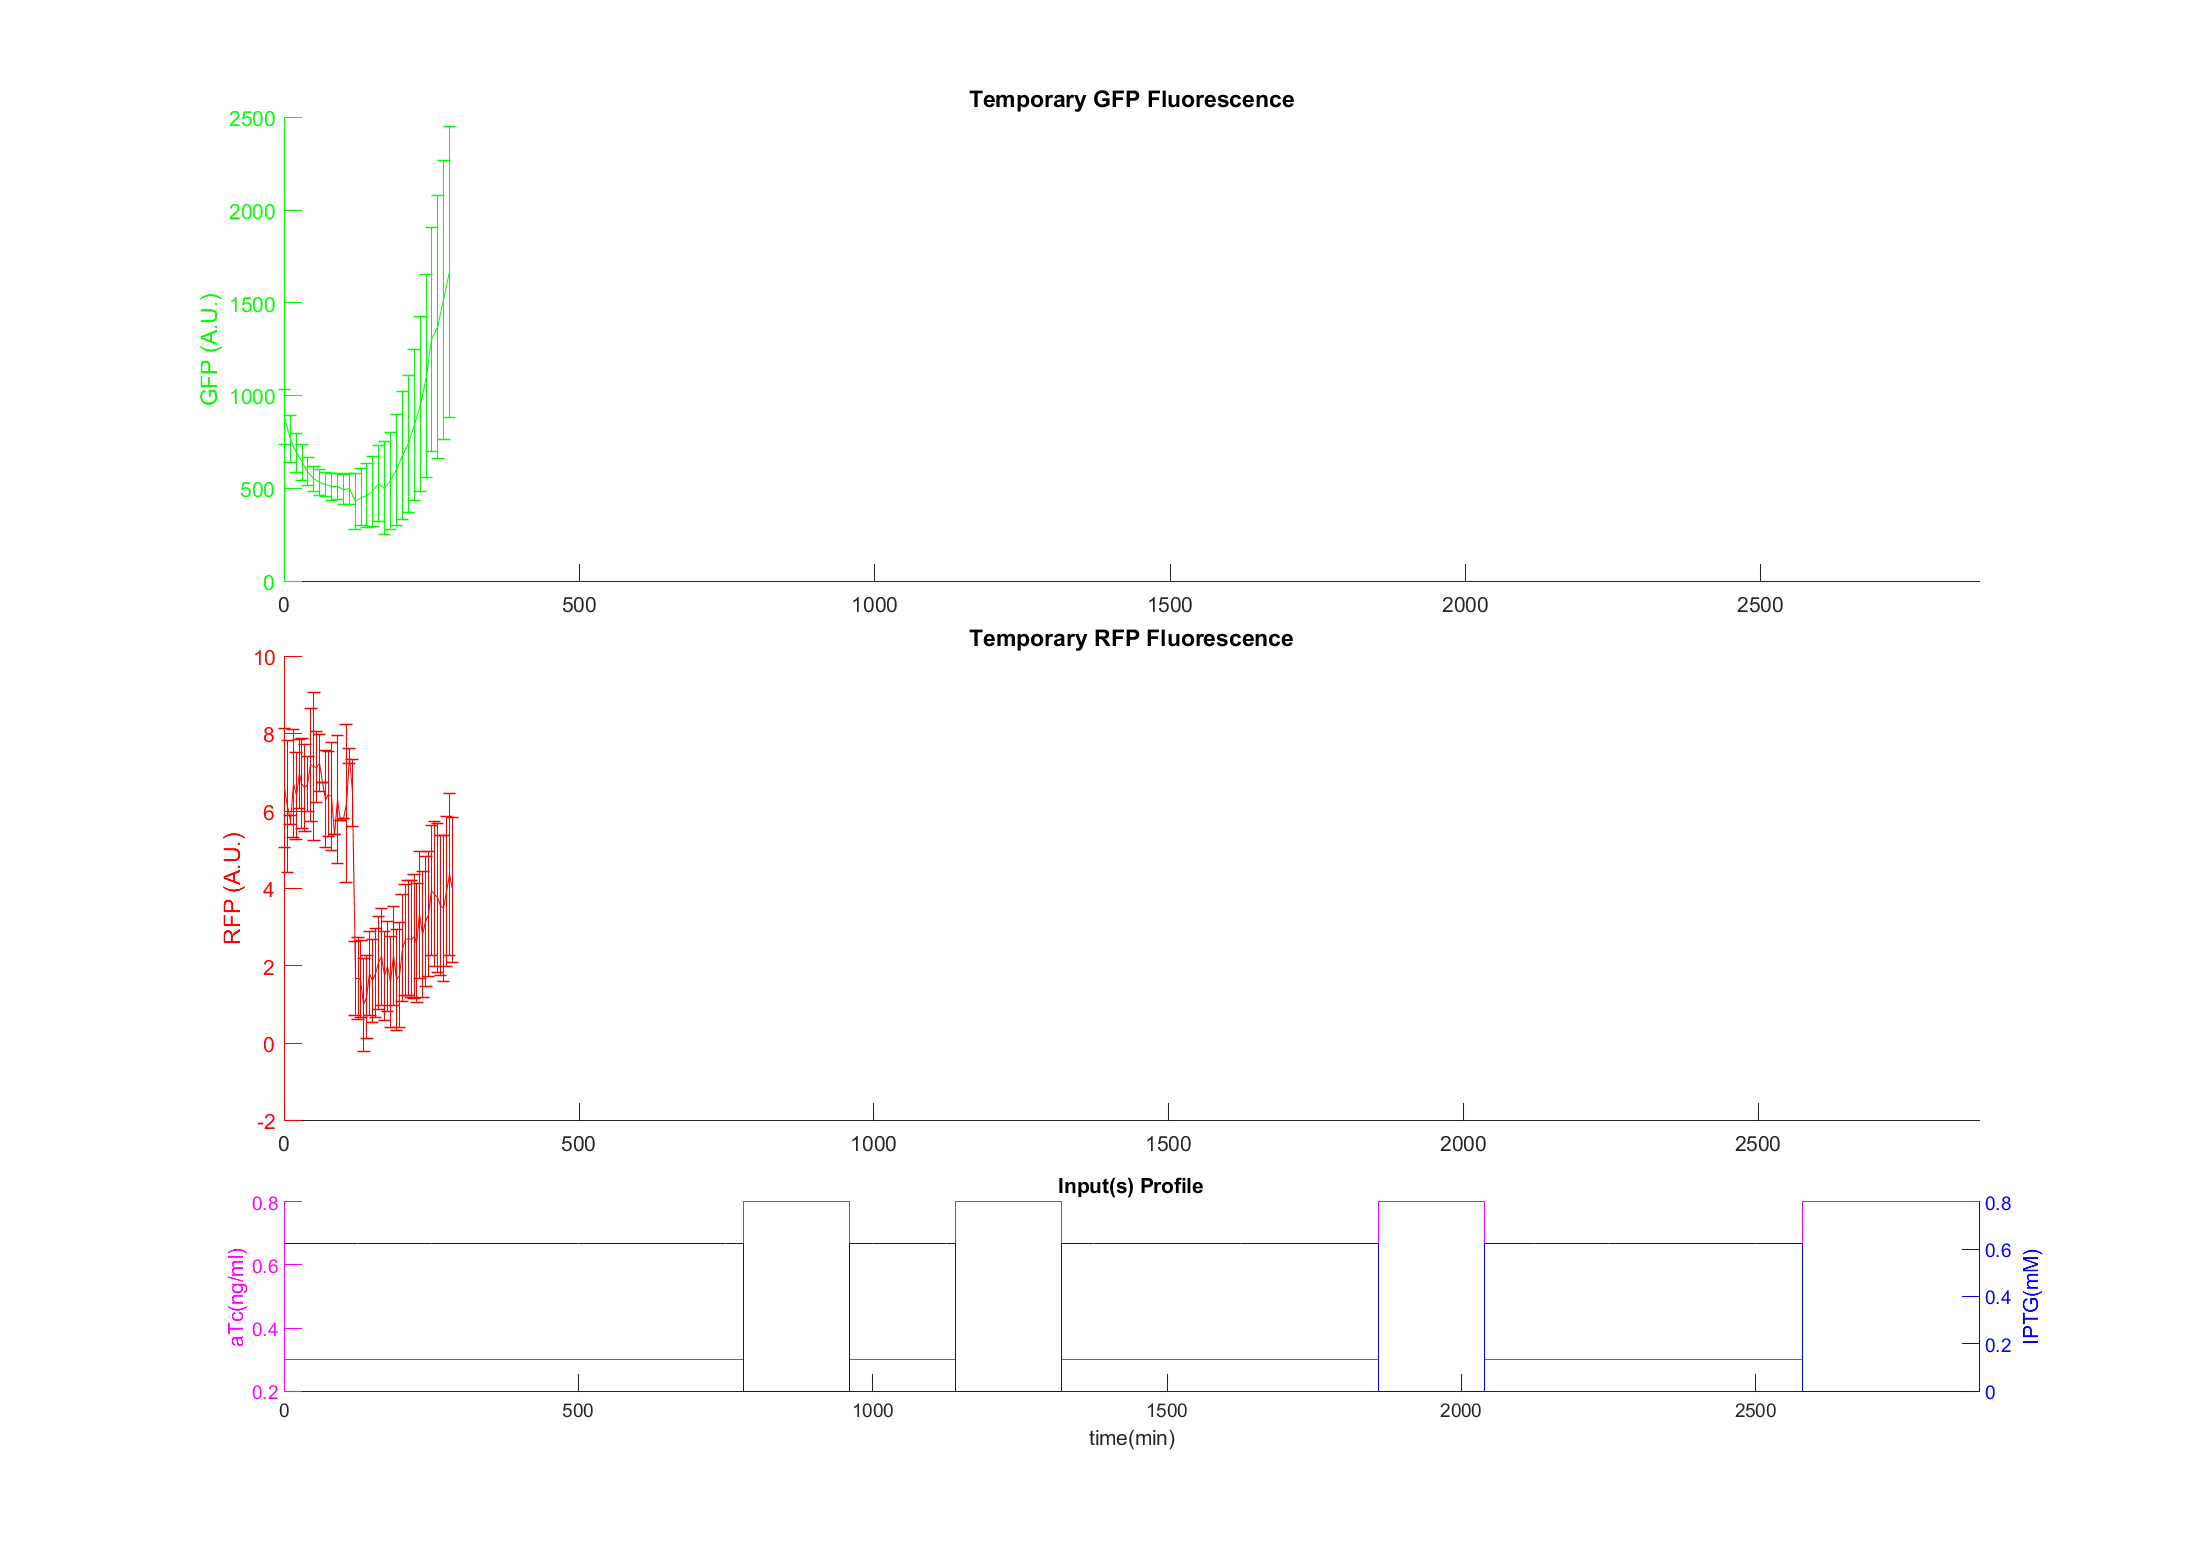 Temporary GFP Fluorescence
2500
2000
1500
1000
500
0
GFP (A.U.)
0 500 1000 1500 2000 2500
Temporary RFP Fluorescence
10
8
6
4
2
0
-2
RFP (A.U.)
0 500 1000 1500 2000 2500
Input(s) Profile
0.8
0.6
0.4
0.2
aTc(ng/ml)
0.8
0.6
0.4
0.2
0
IPTG(mM)
0 500 1000 1500 2000 2500
time(min)